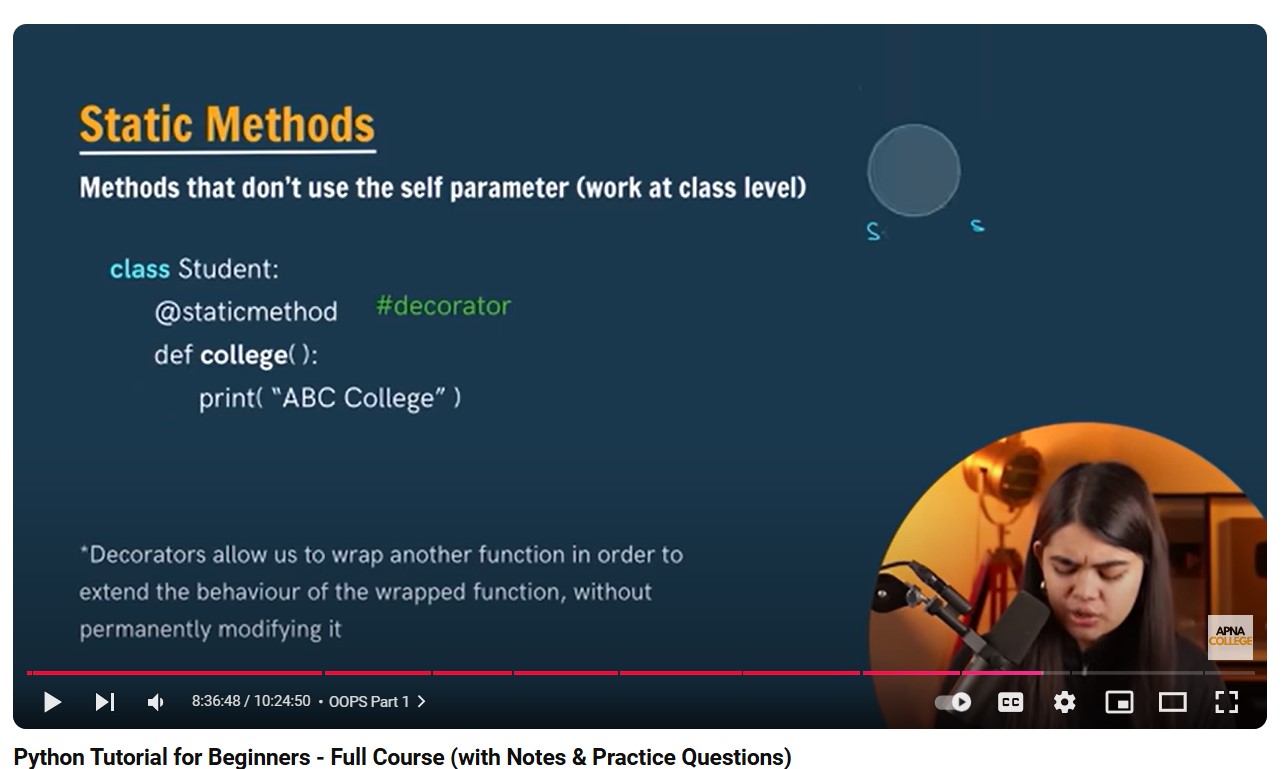 Static Methods
Methods that don’t use the self parameter (work at class level)
class Student:
@staticmethod #decorator
def college( ):
print( “ABC College” )
*Decorators allow us to wrap another function in order to
extend the behaviour of the wrapped function, without
permanently modifying it
S
s
APNA
COLLEGE
8:36:48 / 10:24:50 • OOPS Part 1
CC
Python Tutorial for Beginners - Full Course (with Notes & Practice Questions)